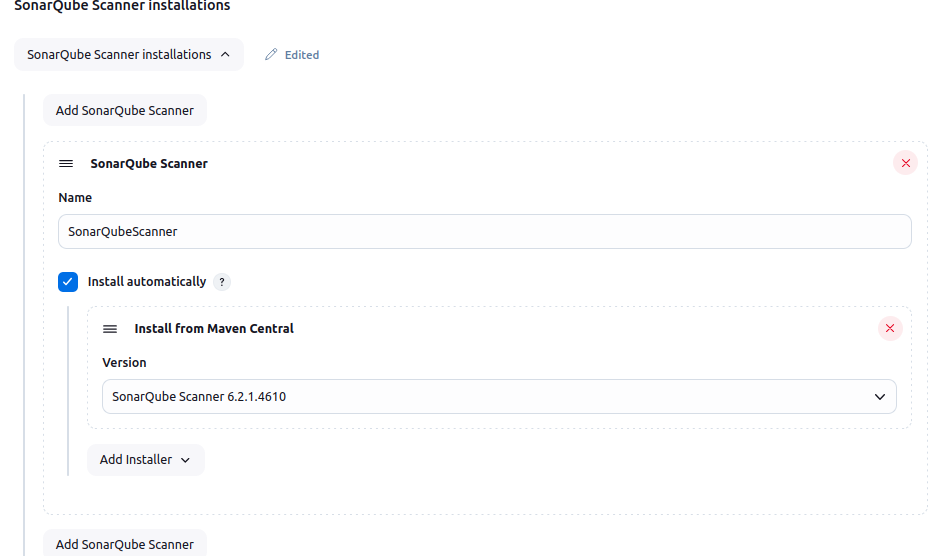 SonarQube Scanner installations
SonarQube Scanner installations
Edited
Add SonarQube Scanner
SonarQube Scanner
Name
SonarQubeScanner
Install automatically ?
Install from Maven Central
Version
SonarQube Scanner 6.2.1.4610
Add Installer
Add SonarQube Scanner